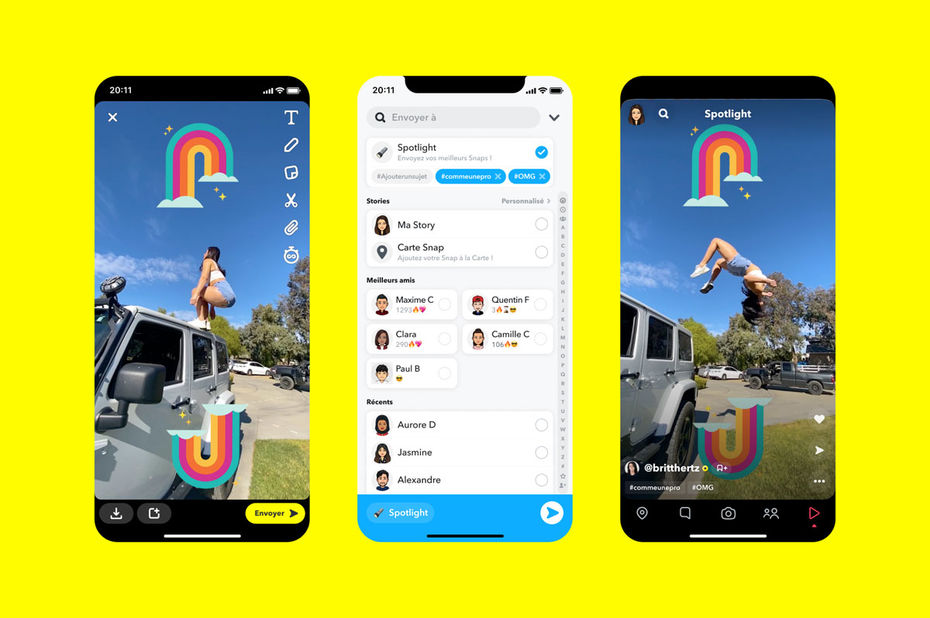 20:11
T
Envoyer
20:11
Envoyer à
Spotlight
Envoyez vos meilleurs Snaps !
#Ajouterunsujet
#commeunepro
#OMG
Stories
Personnalisé
Ma Story
Carte Snap
Ajoutez votre Snap à la Carte !
Meilleurs amis
Maxime C
1293🔥💖
Quentin F
3🔥⌛😎
Clara
290🔥💖
Camille C
106🔥😎
Paul B
😎
Récents
Aurore D
Jasmine
Alexandre
A
B
C
D
E
F
G
H
I
J
K
L
M
N
O
P
Q
R
S
T
U
V
W
X
Y
Z
#
Spotlight
20:11
Spotlight
@britthertz
#commeunepro
#OMG